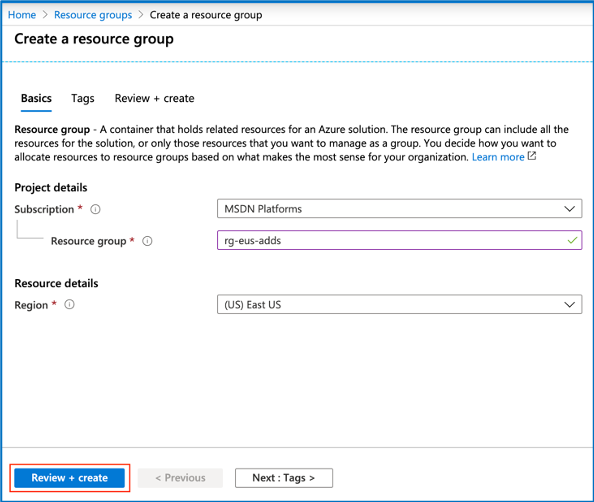 Home > Resource groups > Create a resource group
Create a resource group
Basics Tags Review + create
Resource group - A container that holds related resources for an Azure solution. The resource group can include all the
resources for the solution, or only those resources that you want to manage as a group. You decide how you want to
allocate resources to resource groups based on what makes the most sense for your organization. Learn more
Project details
Subscription * MSDN Platforms
Resource group * rg-eus-adds
Resource details
Region * (US) East US
Review + create < Previous Next : Tags >